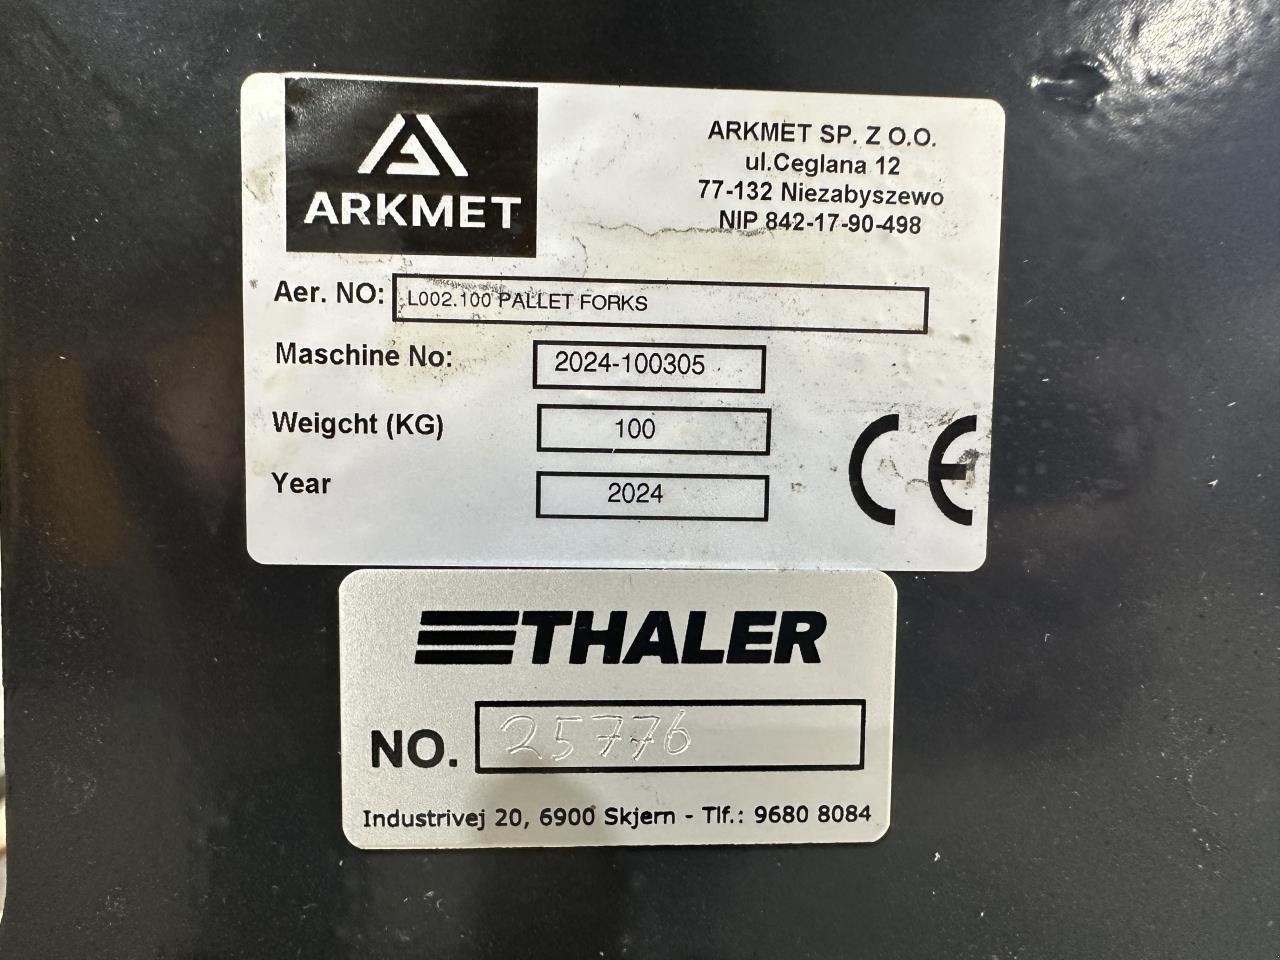 ARKMET
ARKMET SP. Z O.O.
ul.Ceglana 12
77-132 Niezabyszewo
NIP 842-17-90-498
Aer. NO: L002.100 PALLET FORKS
Maschine No: 2024-100305
Weigcht (KG) 100
Year 2024
CE
THALER
NO. 25776
Industrivej 20, 6900 Skjern - Tlf.: 9680 8084